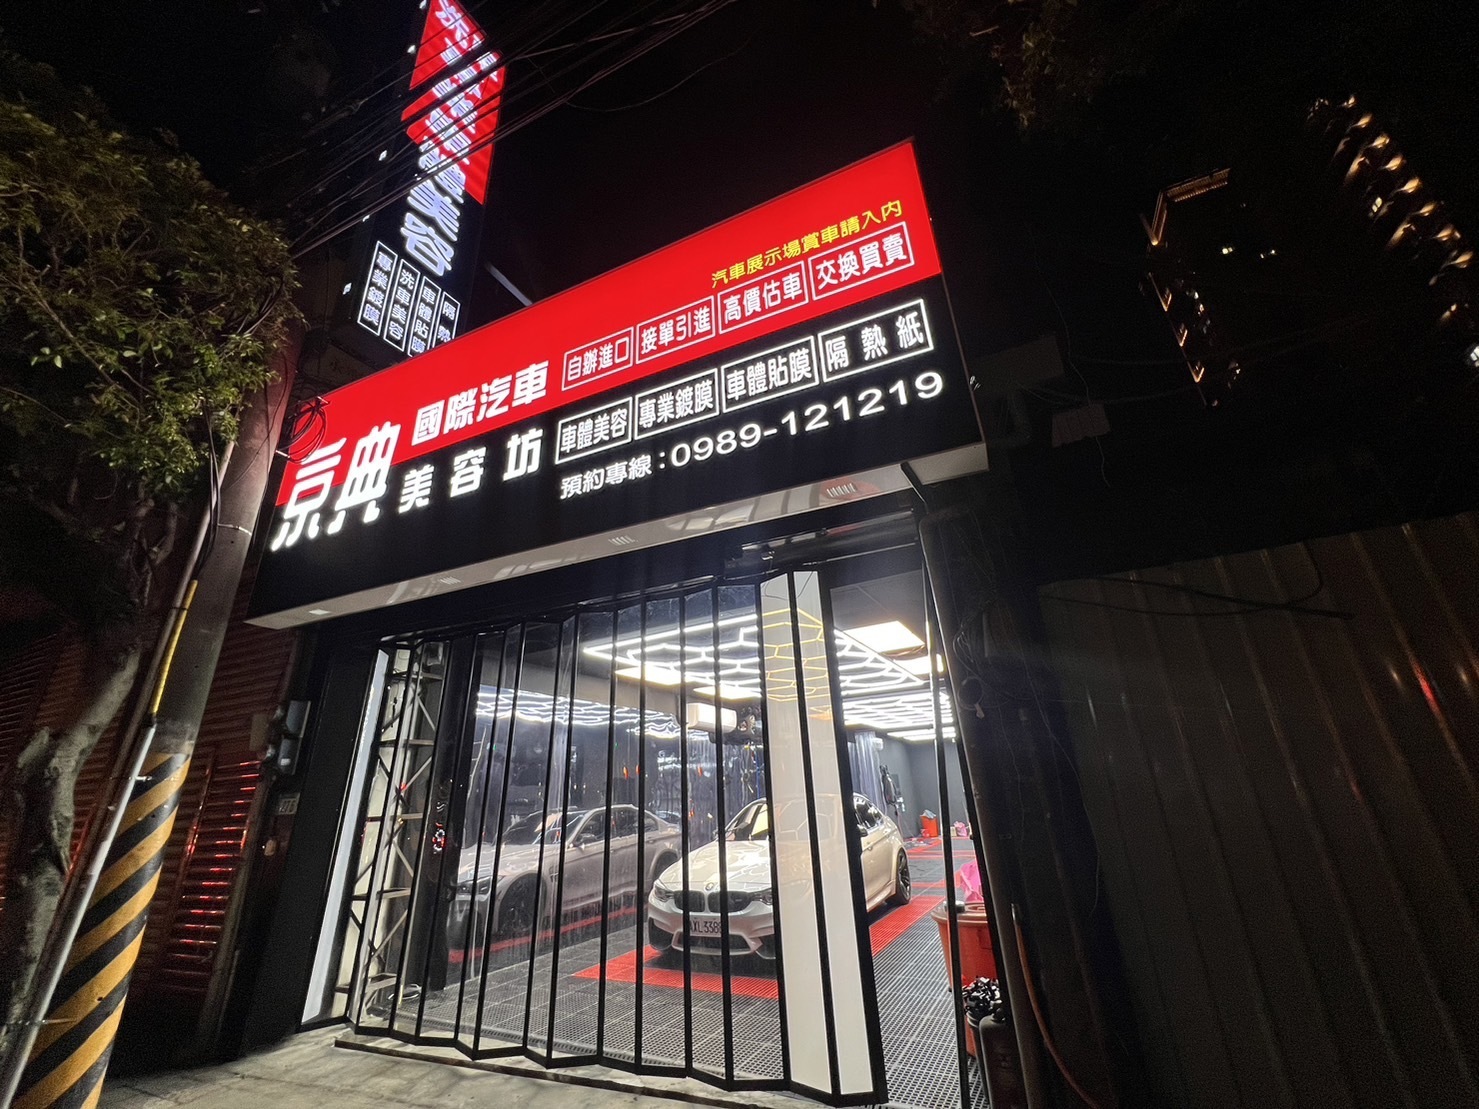 專業鍍膜
洗車美容
車體貼膜
隔熱
汽車展示場賞車請入內
京典
國際汽車
自辦進口 接單引進 高價估車 交換買賣
美容坊
車體美容 專業鍍膜 車體貼膜 隔熱紙
預約專線:0989-121219